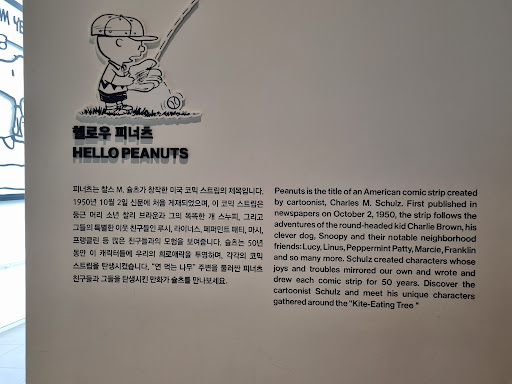 헬로우 피너츠
HELLO PEANUTS
피너츠는 찰스 M. 슐츠가 창작한 미국 코믹 스트립의 제목입니다.
1950년 10월 2일 신문에 처음 게재되었으며, 이 코믹 스트립은
둥근 머리 소년 찰리 브라운과 그의 똑똑한 개 스누피, 그리고
그들의 특별한 이웃 친구들인 루시, 라이너스, 페퍼민트 패티, 마시,
프랭클린 등 많은 친구들과의 모험을 보여줍니다. 슐츠는 50년
동안 이 캐릭터들에 우리의 희로애락을 투영하며, 각각의 코믹
스트립을 탄생시켰습니다. "연 먹는 나무" 주변을 둘러싼 피너츠
친구들과 그들을 탄생시킨 만화가 슐츠를 만나보세요.
Peanuts is the title of an American comic strip created
by cartoonist, Charles M. Schulz. First published in
newspapers on October 2, 1950, the strip follows the
adventures of the round-headed kid Charlie Brown, his
clever dog, Snoopy and their notable neighborhood
friends: Lucy, Linus, Peppermint Patty, Marcie, Franklin
and so many more. Schulz created characters whose
joys and troubles mirrored our own and wrote and
drew each comic strip for 50 years. Discover the
cartoonist Schulz and meet his unique characters
gathered around the "Kite-Eating Tree "